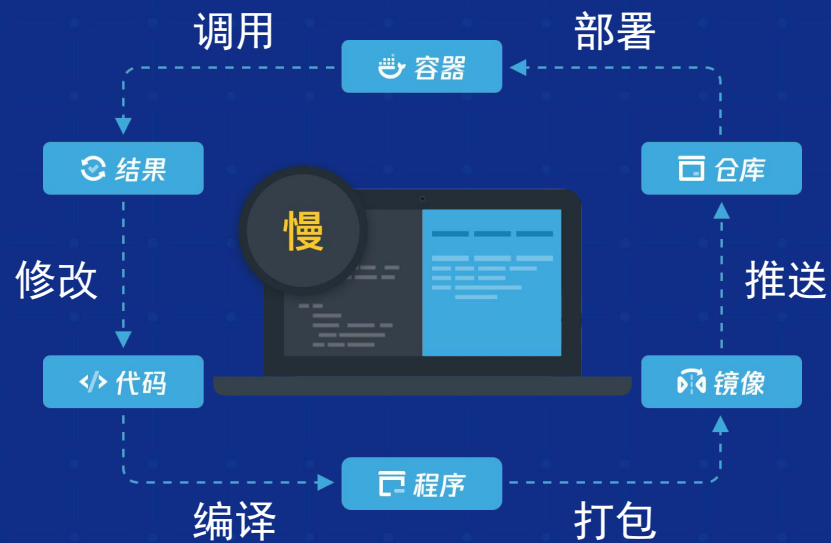 调用
部署
容器
结果
仓库
慢
修改
推送
代码
镜像
程序
编译
打包